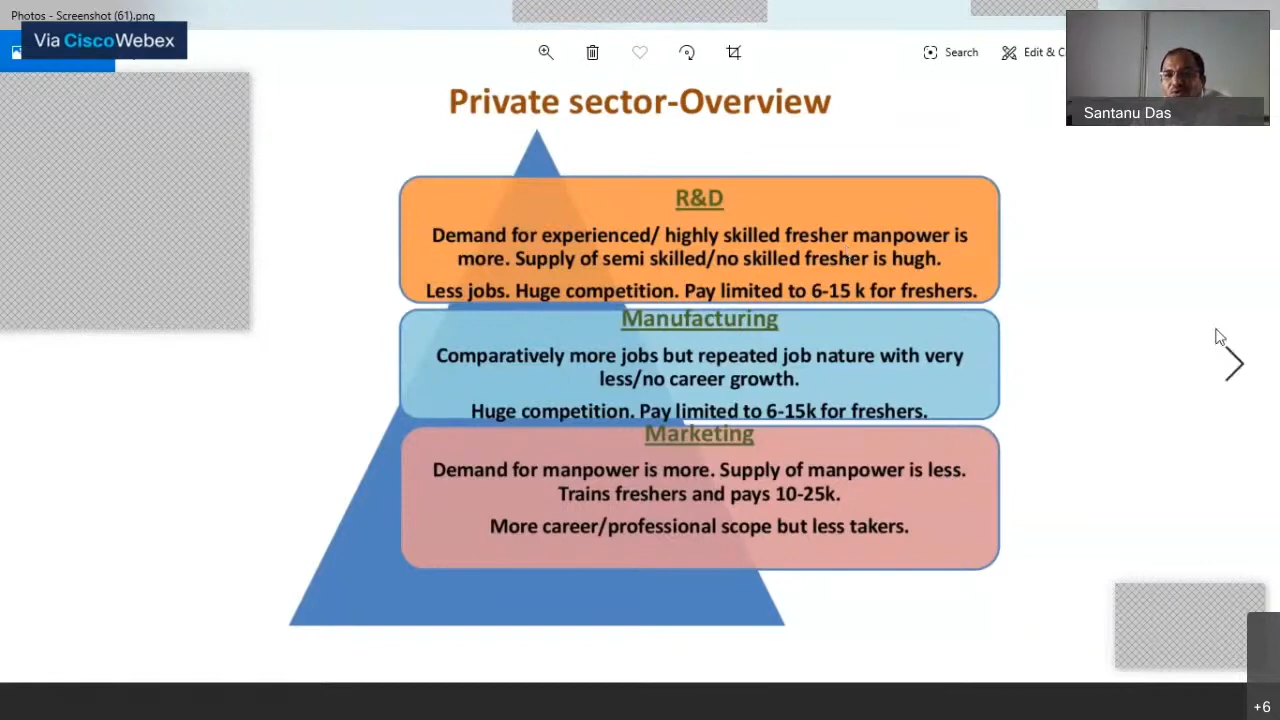 Photos - Screenshot (61).png
Via CiscoWebex
Search
Edit & C
Santanu Das
Private sector-Overview
R&D
Demand for experienced/ highly skilled fresher manpower is
more. Supply of semi skilled/no skilled fresher is hugh.
Less jobs. Huge competition. Pay limited to 6-15 k for freshers.
Manufacturing
Comparatively more jobs but repeated job nature with very
less/no career growth.
Huge competition. Pay limited to 6-15k for freshers.
Marketing
Demand for manpower is more. Supply of manpower is less.
Trains freshers and pays 10-25k.
More career/professional scope but less takers.
+6